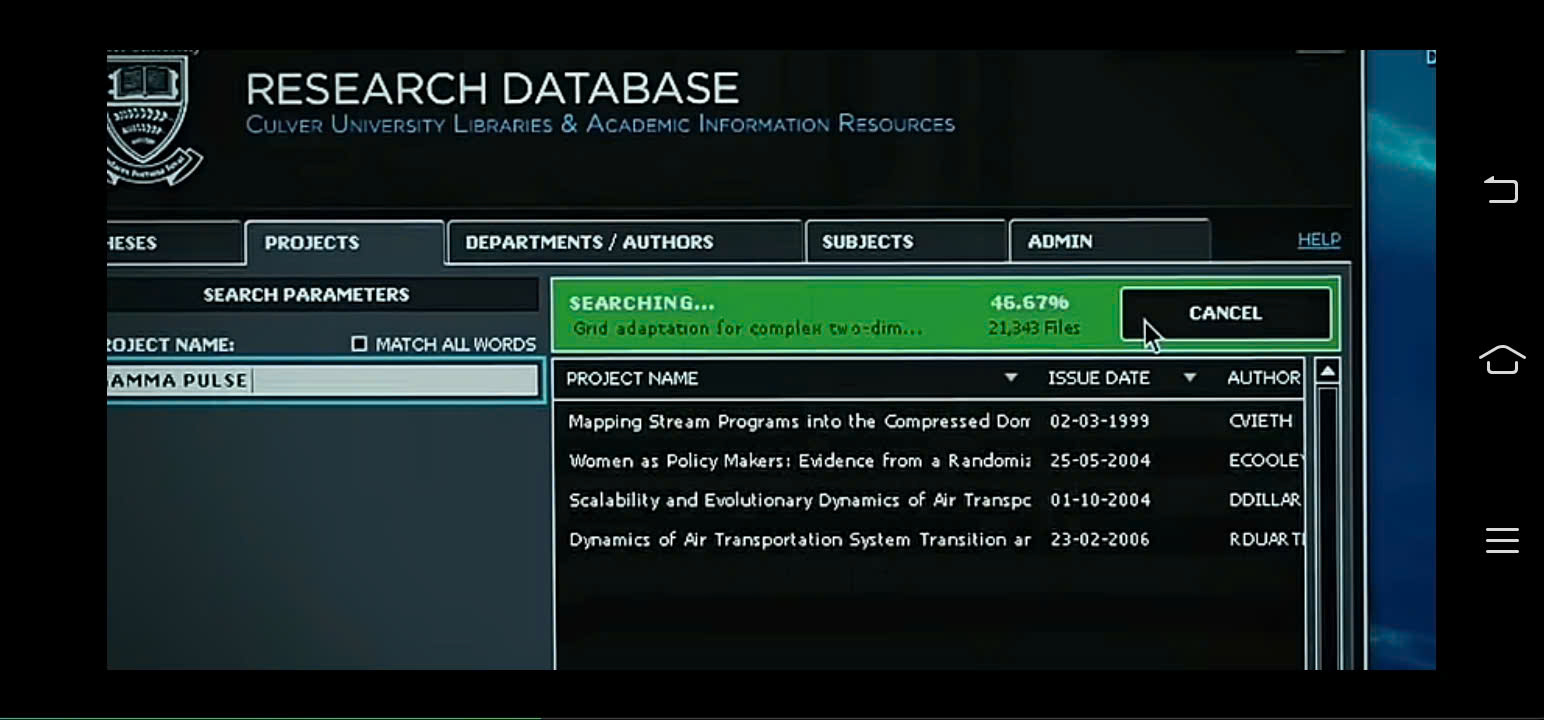 RESEARCH DATABASE
CULVER UNIVERSITY LIBRARIES & ACADEMIC INFORMATION RESOURCES
HESES
PROJECTS
DEPARTMENTS / AUTHORS
SUBJECTS
ADMIN
HELP
SEARCH PARAMETERS
ROJECT NAME:
MATCH ALL WORDS
AMMA PULSE
SEARCHING...
46.67%
Grid adaptation for complex two-dim...
21,343 Files
CANCEL
PROJECT NAME ISSUE DATE AUTHOR
Mapping Stream Programs into the Compressed Dom 02-03-1999 CVIETH
Women as Policy Makers: Evidence from a Randomiz 25-05-2004 ECOOLEY
Scalability and Evolutionary Dynamics of Air Transpo 01-10-2004 DDILLAR
Dynamics of Air Transportation System Transition an 23-02-2006 RDUARTE